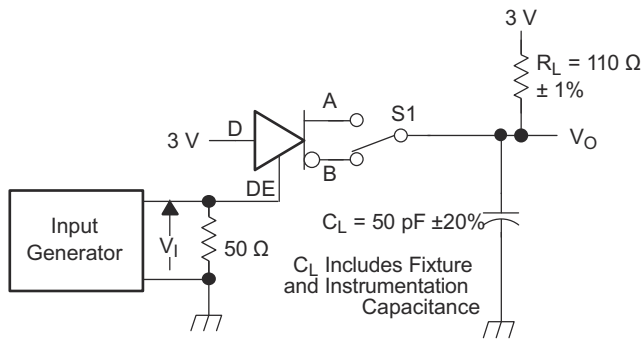 3 V
R_L = 110 Ω
± 1%
A
S1
3 V
D
V_O
B
DE
Input
Generator
V_I
50 Ω
C_L = 50 pF ±20%
C_L Includes Fixture
and Instrumentation
Capacitance